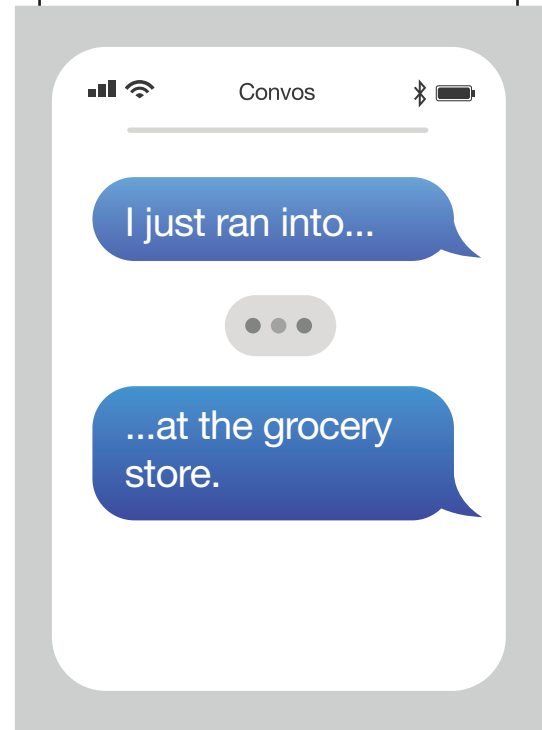 Convos
I just ran into...
...at the grocery
store.